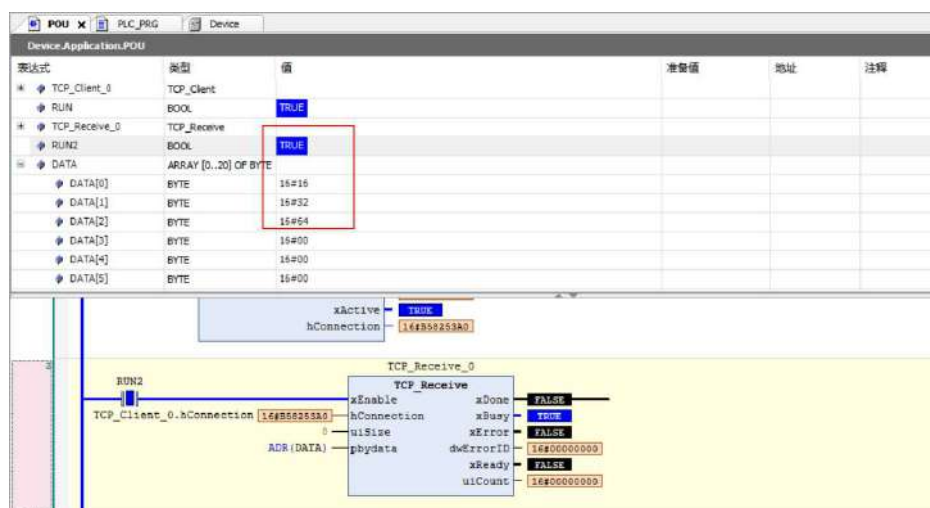 POU x PLC_PRG Device
Device.Application.POU
表达式 类型 值 准备值 地址 注释
TCP_Client_0 TCP_Client
RUN BOOL TRUE
TCP_Receive_0 TCP_Receive
RUN2 BOOL TRUE
DATA ARRAY [0..20] OF BYTE
DATA[0] BYTE 16#16
DATA[1] BYTE 16#32
DATA[2] BYTE 16#64
DATA[3] BYTE 16#00
DATA[4] BYTE 16#00
DATA[5] BYTE 16#00
xActive TRUE
hConnection 16#B58253A0
3 TCP_Receive_0
RUN2 TCP_Receive
xEnable xDone FALSE
TCP_Client_0.hConnection 16#B58253A0 hConnection xBusy TRUE
0 uiSize xError FALSE
ADR(DATA) pbydata dwErrorID 16#00000000
xReady FALSE
uiCount 16#00000000